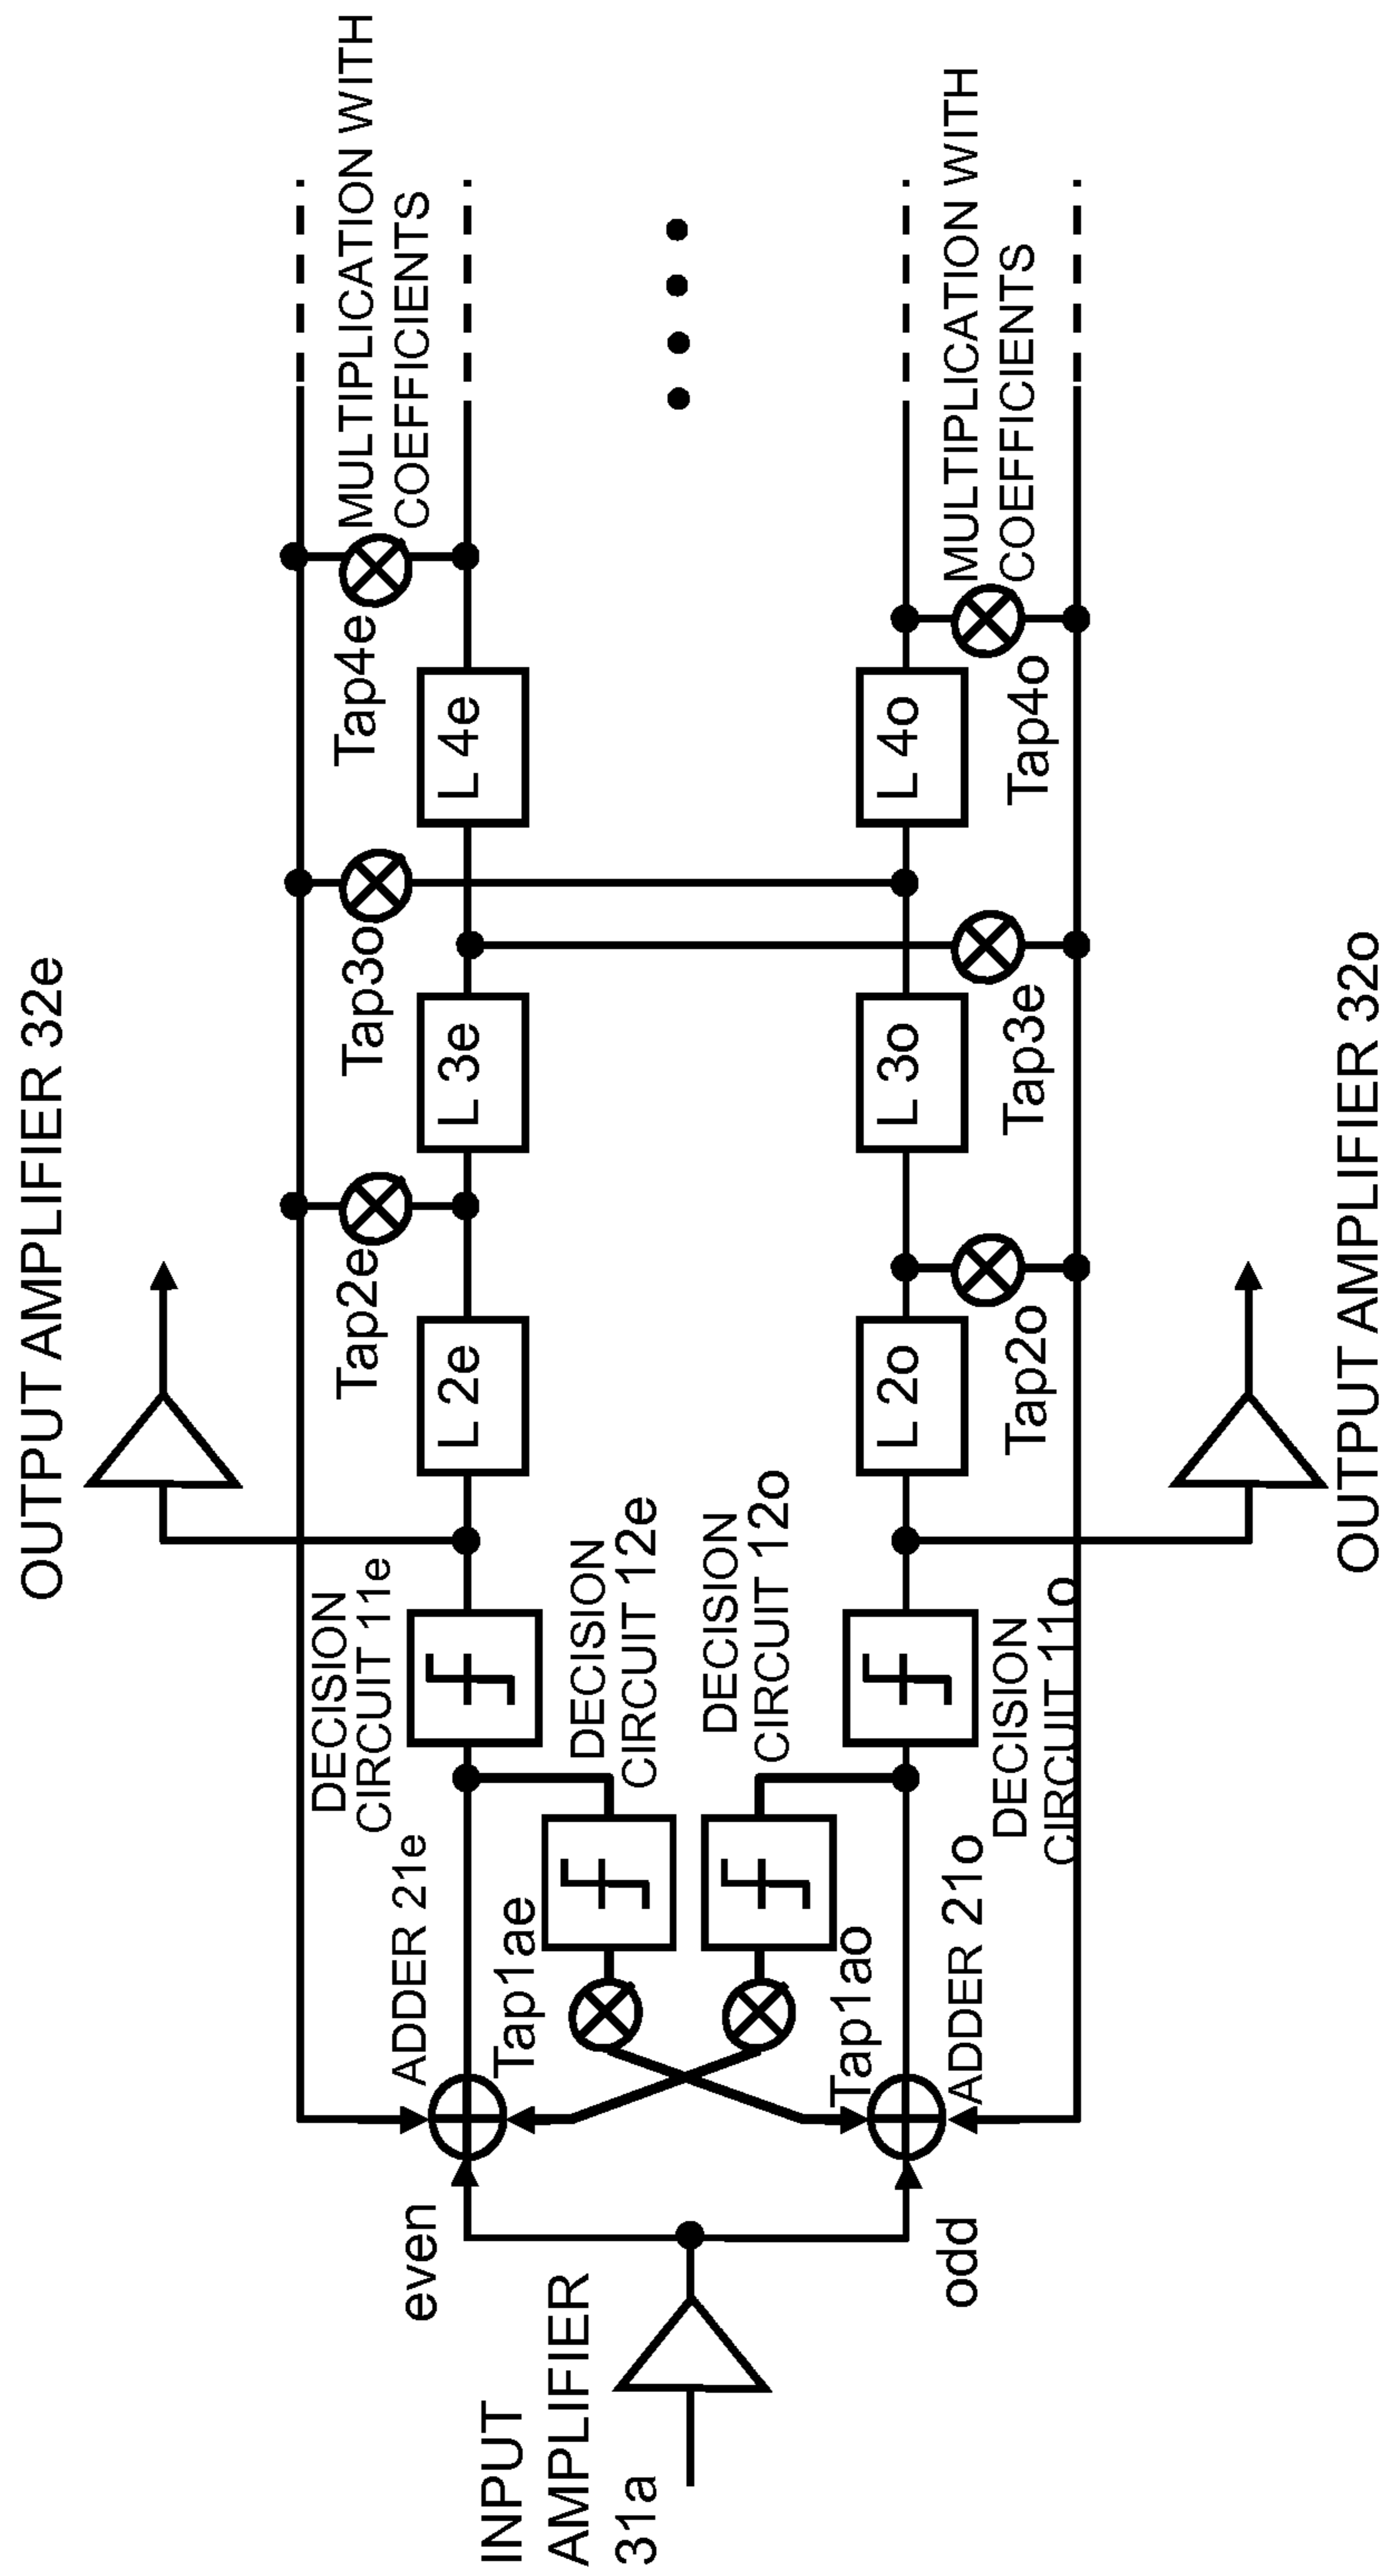 OUTPUT AMPLIFIER 32e
MULTIPLICATION WITH
COEFFICIENTS
Tap2e
Tap3o
Tap4e
DECISION
CIRCUIT 11e
ADDER 21e
even
L 2e
L 3e
L 4e
Tap1ae
DECISION
CIRCUIT 12e
INPUT
AMPLIFIER
31a
DECISION
CIRCUIT 12o
Tap1ao
L 2o
L 3o
L 4o
odd
ADDER 21o
DECISION
CIRCUIT 11o
Tap2o
Tap3e
Tap4o
MULTIPLICATION WITH
COEFFICIENTS
OUTPUT AMPLIFIER 32o